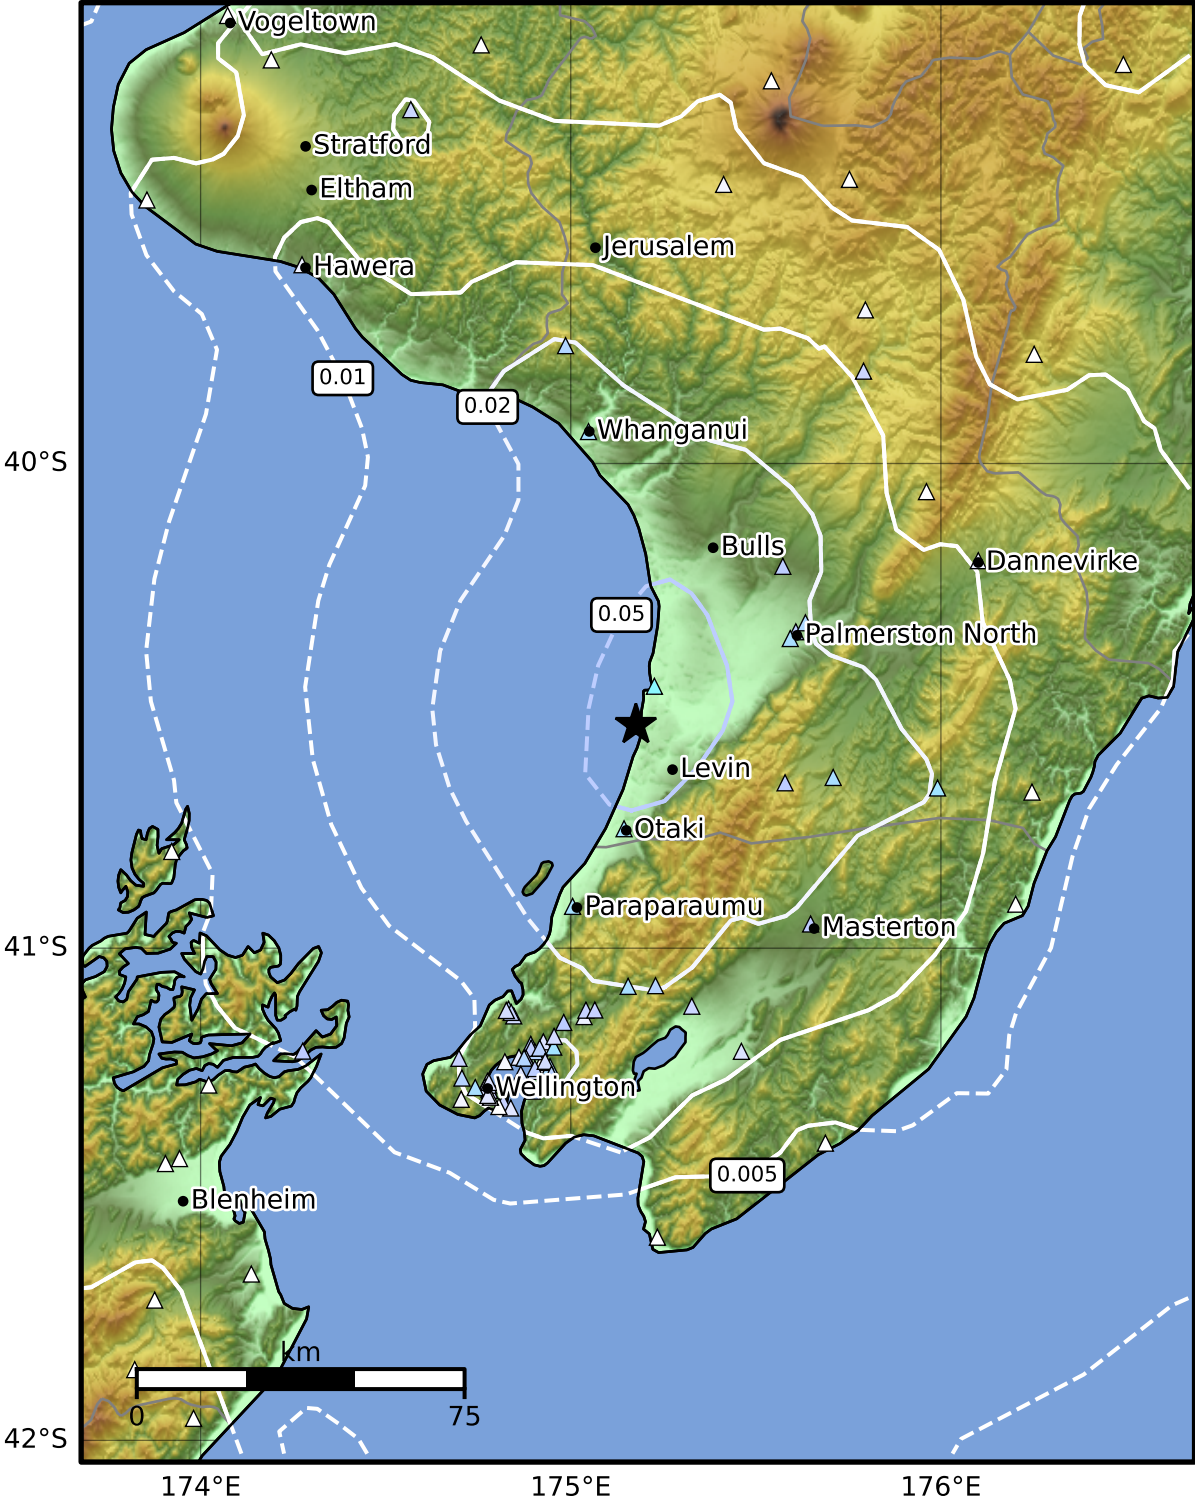 Vogeltown
Stratford
Eltham
Jerusalem
Hawera
0.01
0.02
Whanganui
40°S
Bulls
Dannevirke
0.05
Palmerston North
Levin
Otaki
Paraparaumu
Masterton
41°S
Wellington
0.005
Blenheim
km
0
75
42°S
174°E
175°E
176°E